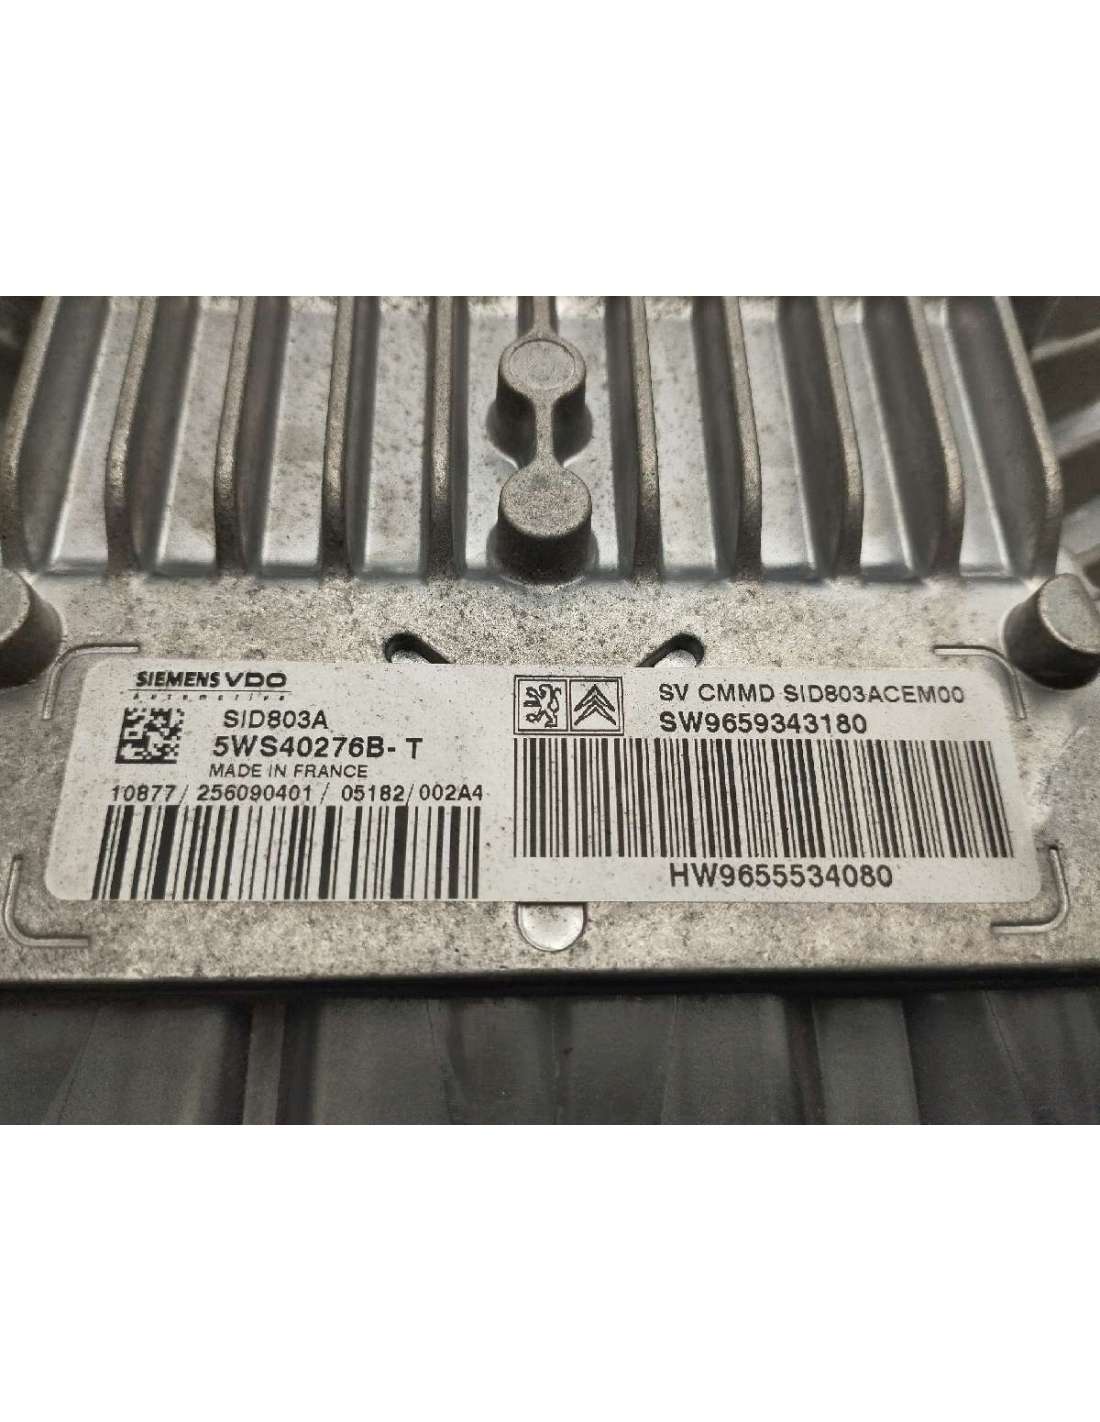 SIEMENS VDO
Automotive
SID803A
5WS40276B-T
MADE IN FRANCE
10877/256090401/05182/002A4
SV CMMD SID803ACEM00
SW9659343180
HW9655534080